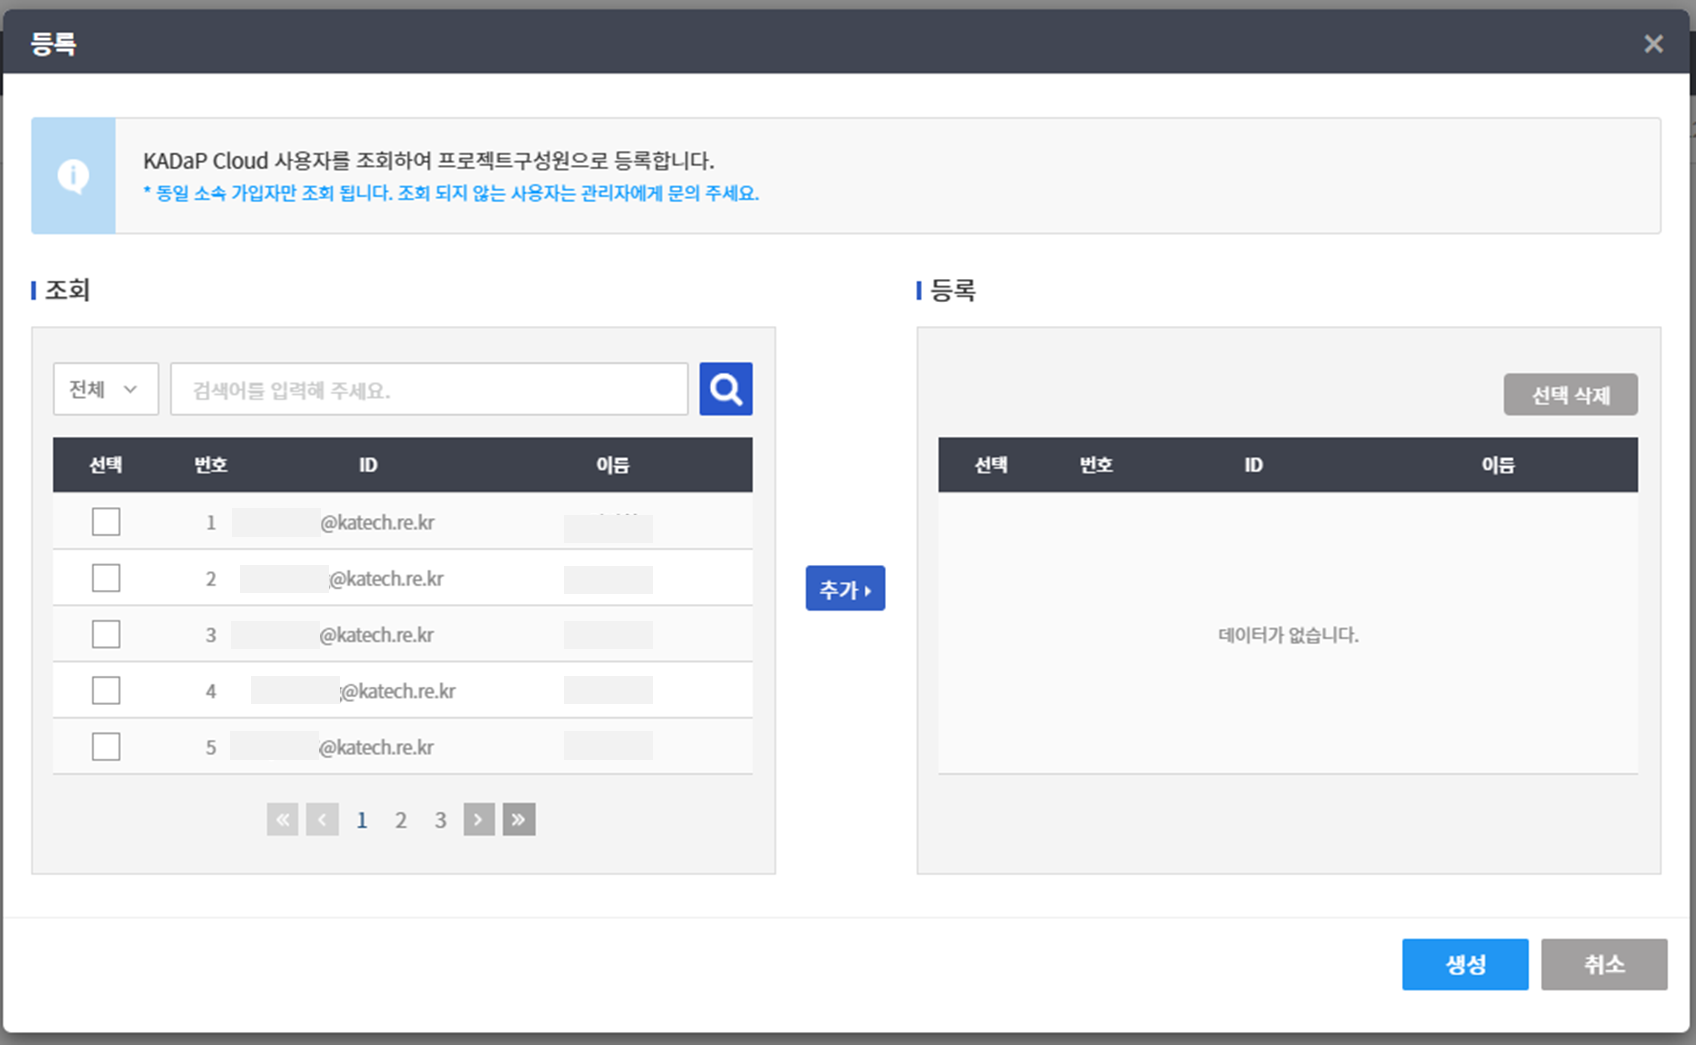 등록
KADaP Cloud 사용자를 조회하여 프로젝트구성원으로 등록합니다.
* 동일 소속 가입자만 조회 됩니다. 조회 되지 않는 사용자는 관리자에게 문의 주세요.
조회
전체
검색어를 입력해 주세요.
선택 번호 ID 이듬
1 @katech.re.kr
2 @katech.re.kr
3 @katech.re.kr
4 @katech.re.kr
5 @katech.re.kr
« ‹ 1 2 3 › »
추가
등록
선택 삭제
선택 번호 ID 이듬
데이터가 없습니다.
생성 취소